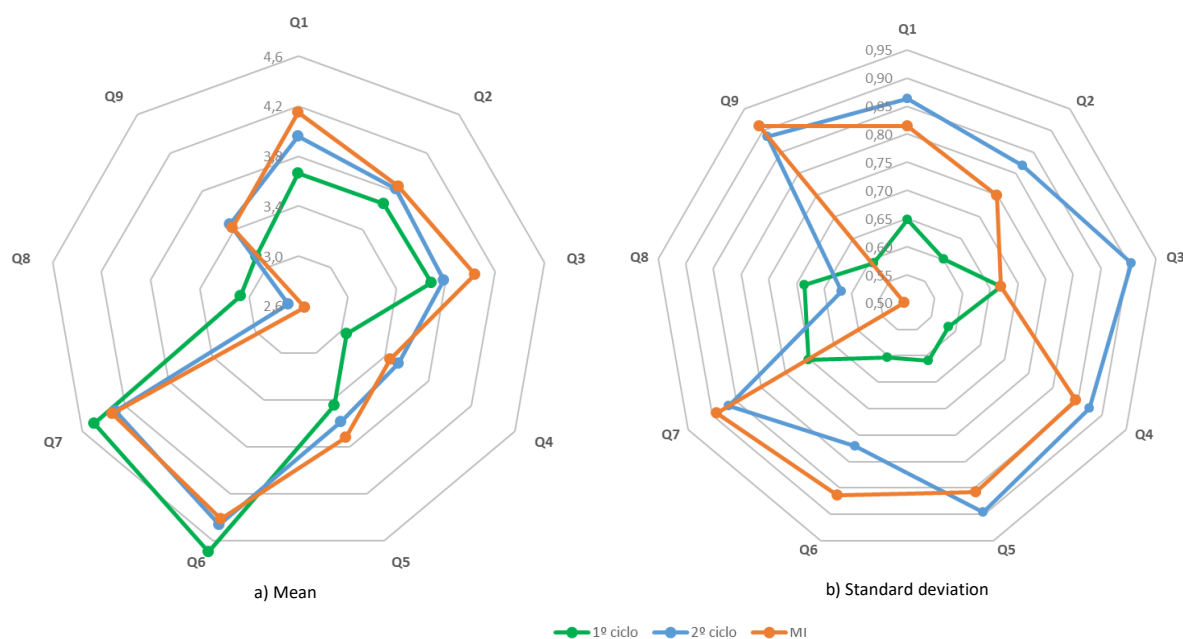 Q1
4,6
4,2
3,8
3,4
3,0
2,6
Q2
Q3
Q4
Q5
Q6
Q7
Q8
Q9
a) Mean
Q1
0,95
0,90
0,85
0,80
0,75
0,70
0,65
0,60
0,55
0,50
Q2
Q3
Q4
Q5
Q6
Q7
Q8
Q9
b) Standard deviation
1º ciclo 2º ciclo MI